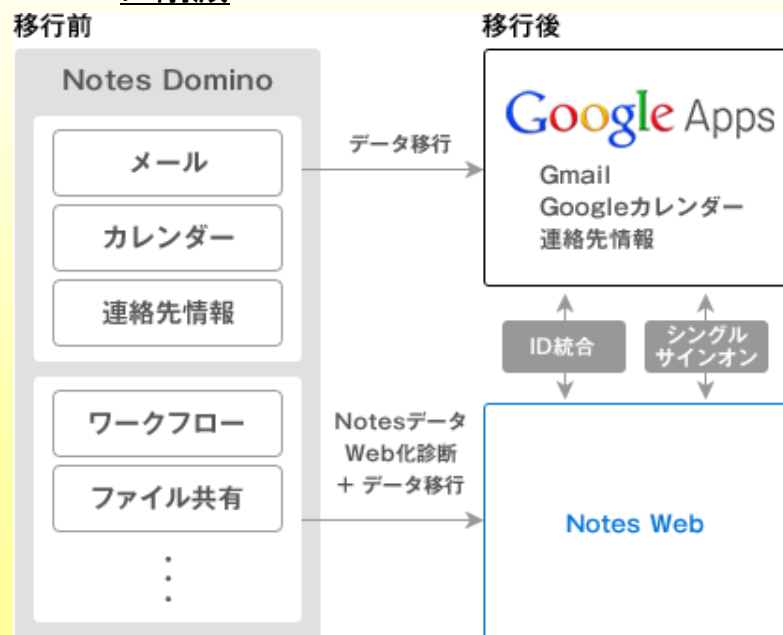 移行前
移行後
Notes Domino
メール
カレンダー
連絡先情報
ワークフロー
ファイル共有
データ移行
Notesデータ
Web化診断
＋ データ移行
Google Apps
Gmail
Googleカレンダー
連絡先情報
ID統合
シングル
サインオン
Notes Web